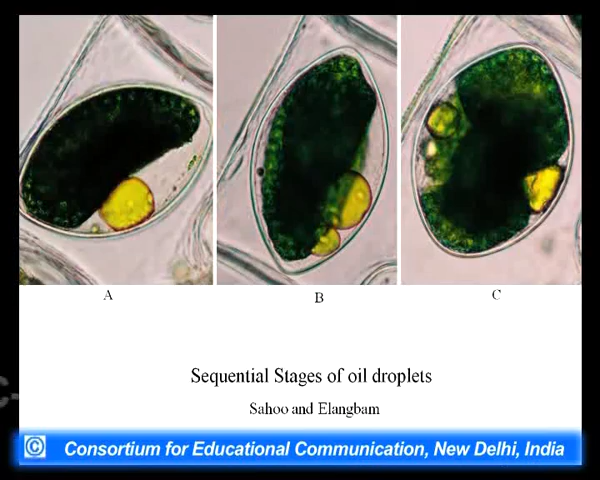 A
B
C
Sequential Stages of oil droplets
Sahoo and Elangbam
© Consortium for Educational Communication, New Delhi, India